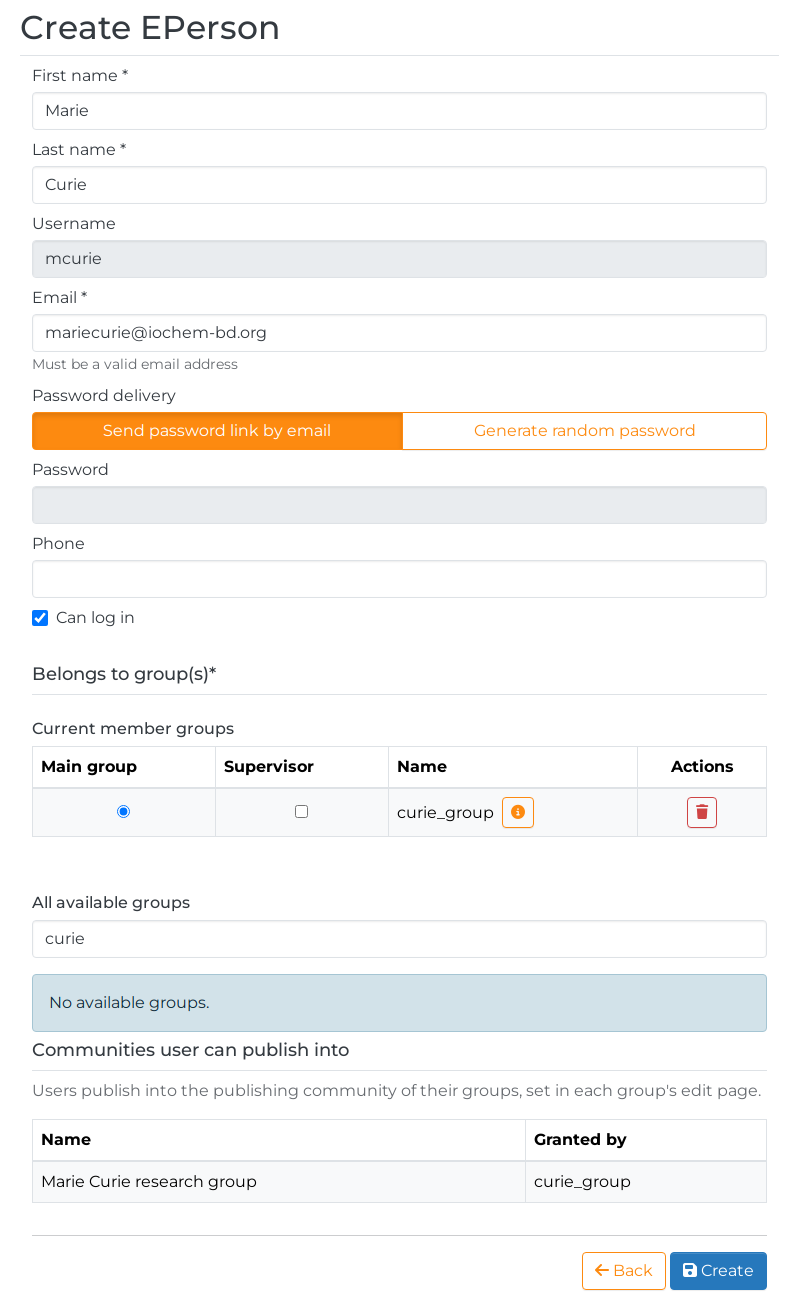 Create EPerson
First name *
Marie
Last name *
Curie
Username
mcurie
Email *
mariecurie@iochem-bd.org
Must be a valid email address
Password delivery
Send password link by email
Generate random password
Password
Phone
Can log in
Belongs to group(s)*
Current member groups
Main group Supervisor Name Actions
curie_group
All available groups
curie
No available groups.
Communities user can publish into
Users publish into the publishing community of their groups, set in each group's edit page.
Name Granted by
Marie Curie research group curie_group
Back Create